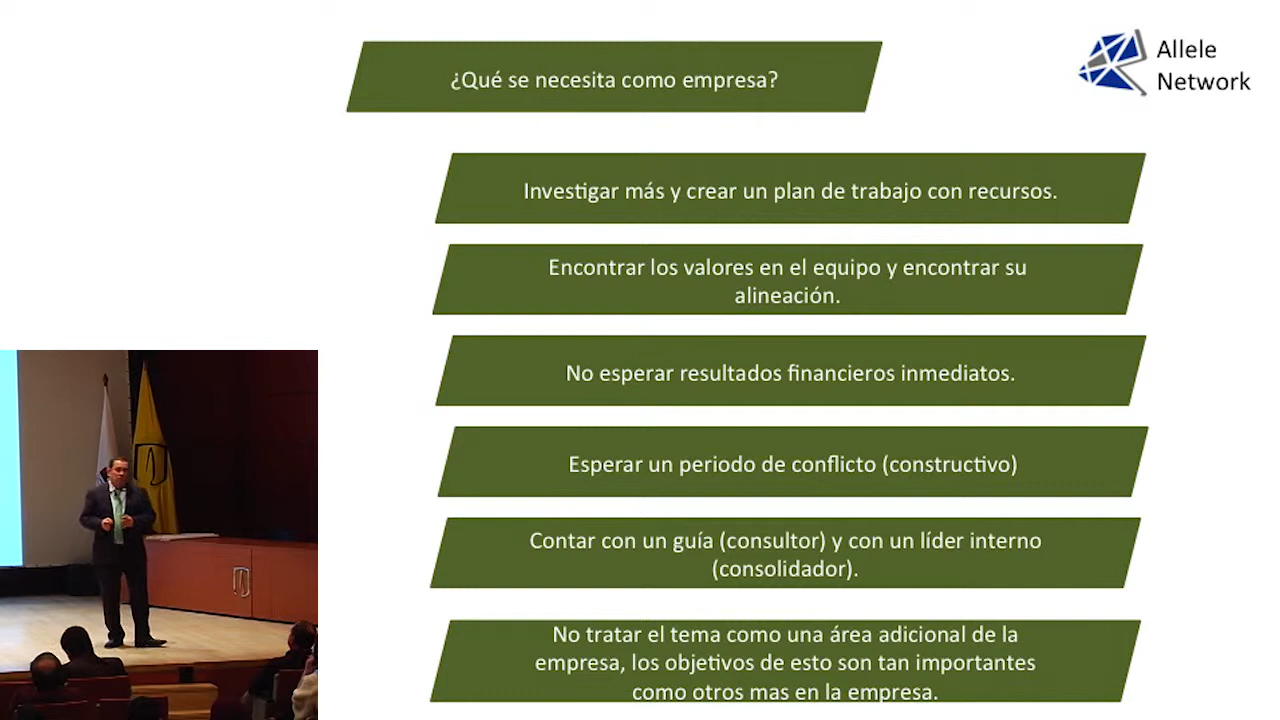 ¿Qué se necesita como empresa?
Allele
Network
Investigar más y crear un plan de trabajo con recursos.
Encontrar los valores en el equipo y encontrar su
alineación.
No esperar resultados financieros inmediatos.
Esperar un periodo de conflicto (constructivo)
Contar con un guía (consultor) y con un líder interno
(consolidador).
No tratar el tema como una área adicional de la
empresa, los objetivos de esto son tan importantes
como otros mas en la empresa.